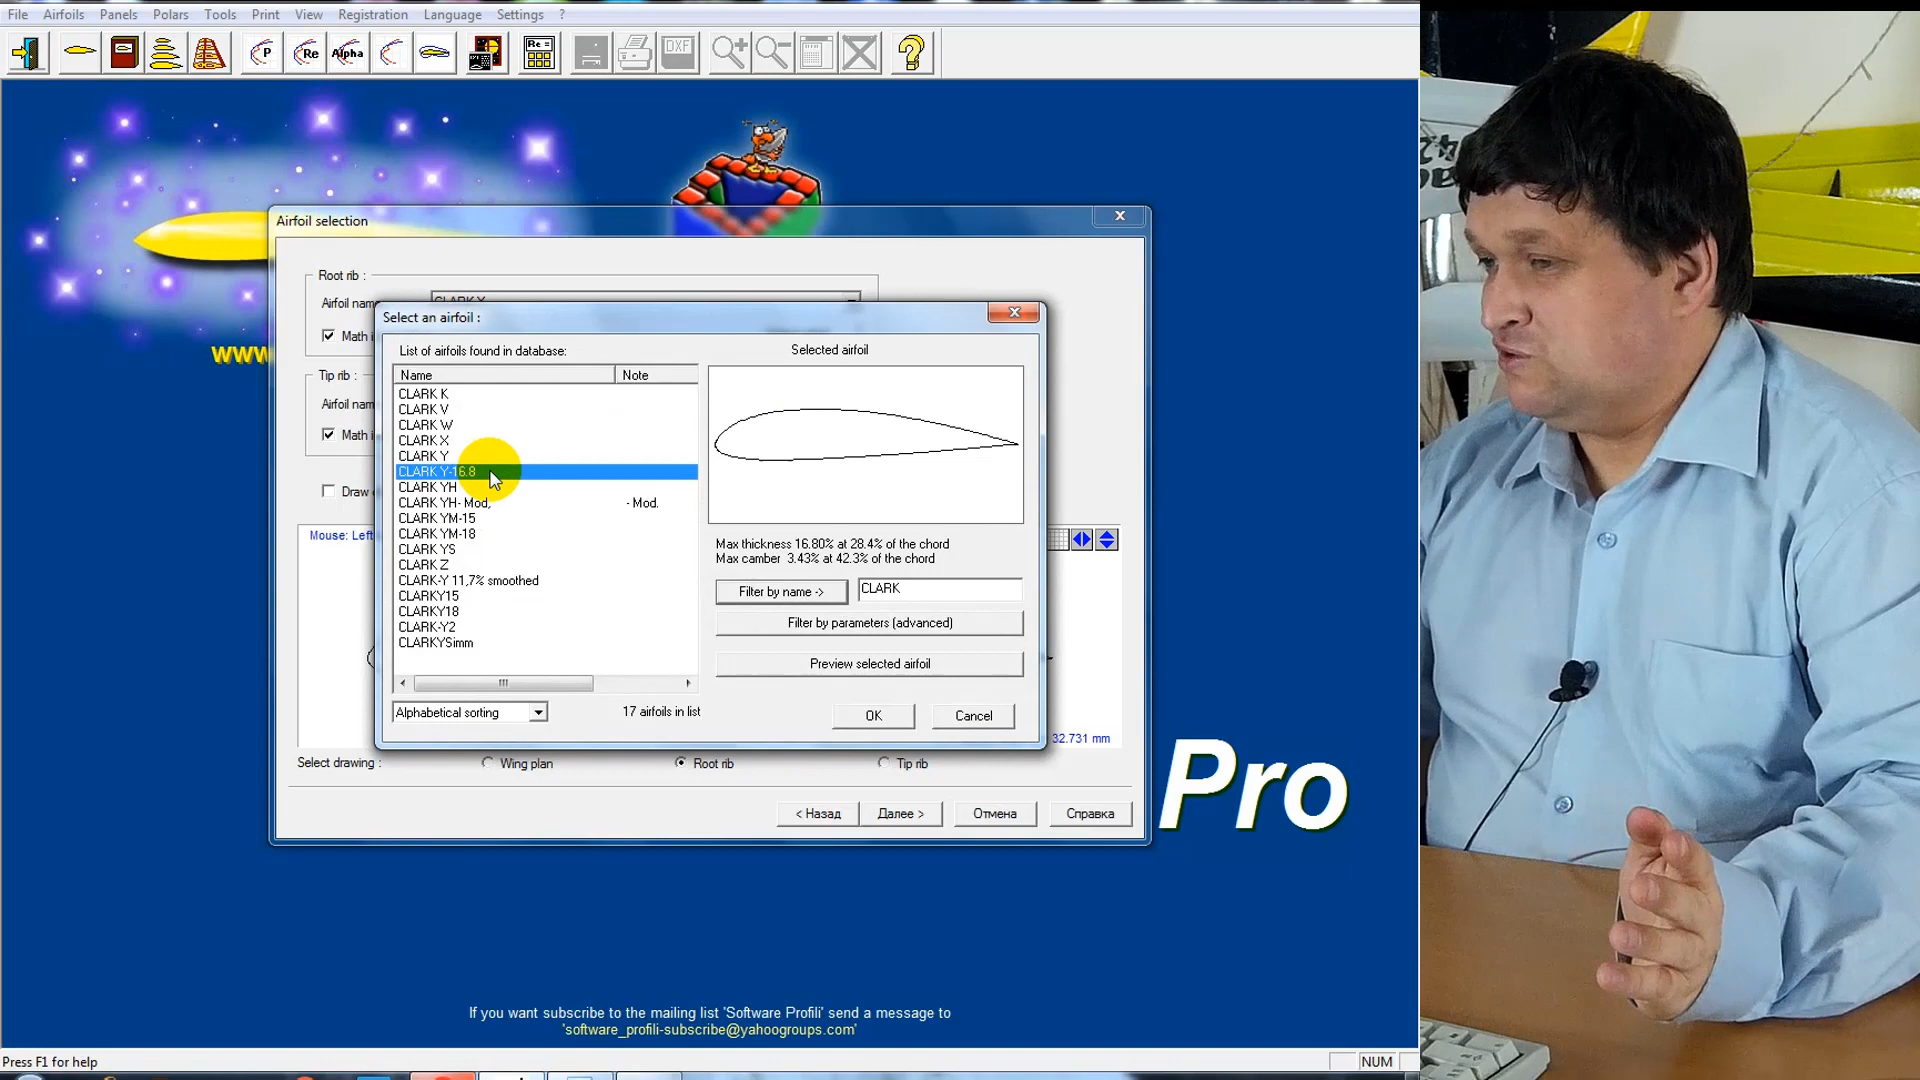 File Airfoils Panels Polars Tools Print View Registration Language Settings ?
P Re Alpha Re = DXF
Airfoil selection
Root rib :
Airfoil name
CLARK Y
Math i
Tip rib :
Airfoil nam
Math i
Draw
Mouse: Left
www
Select an airfoil :
List of airfoils found in database:
Name Note
CLARK K
CLARK V
CLARK W
CLARK X
CLARK Y
CLARK Y-16.8
CLARK YH
CLARK YH- Mod, - Mod.
CLARK YM-15
CLARK YM-18
CLARK YS
CLARK Z
CLARK-Y 11,7% smoothed
CLARKY15
CLARKY18
CLARK-Y2
CLARKYSimm
Alphabetical sorting
17 airfoils in list
Selected airfoil
Max thickness 16.80% at 28.4% of the chord
Max camber 3.43% at 42.3% of the chord
Filter by name ->
CLARK
Filter by parameters (advanced)
Preview selected airfoil
OK Cancel
32.731 mm
Select drawing : Wing plan Root rib Tip rib
< Назад Далее > Отмена Справка
Pro
If you want subscribe to the mailing list 'Software Profili' send a message to
'software_profili-subscribe@yahoogroups.com'
Press F1 for help
NUM